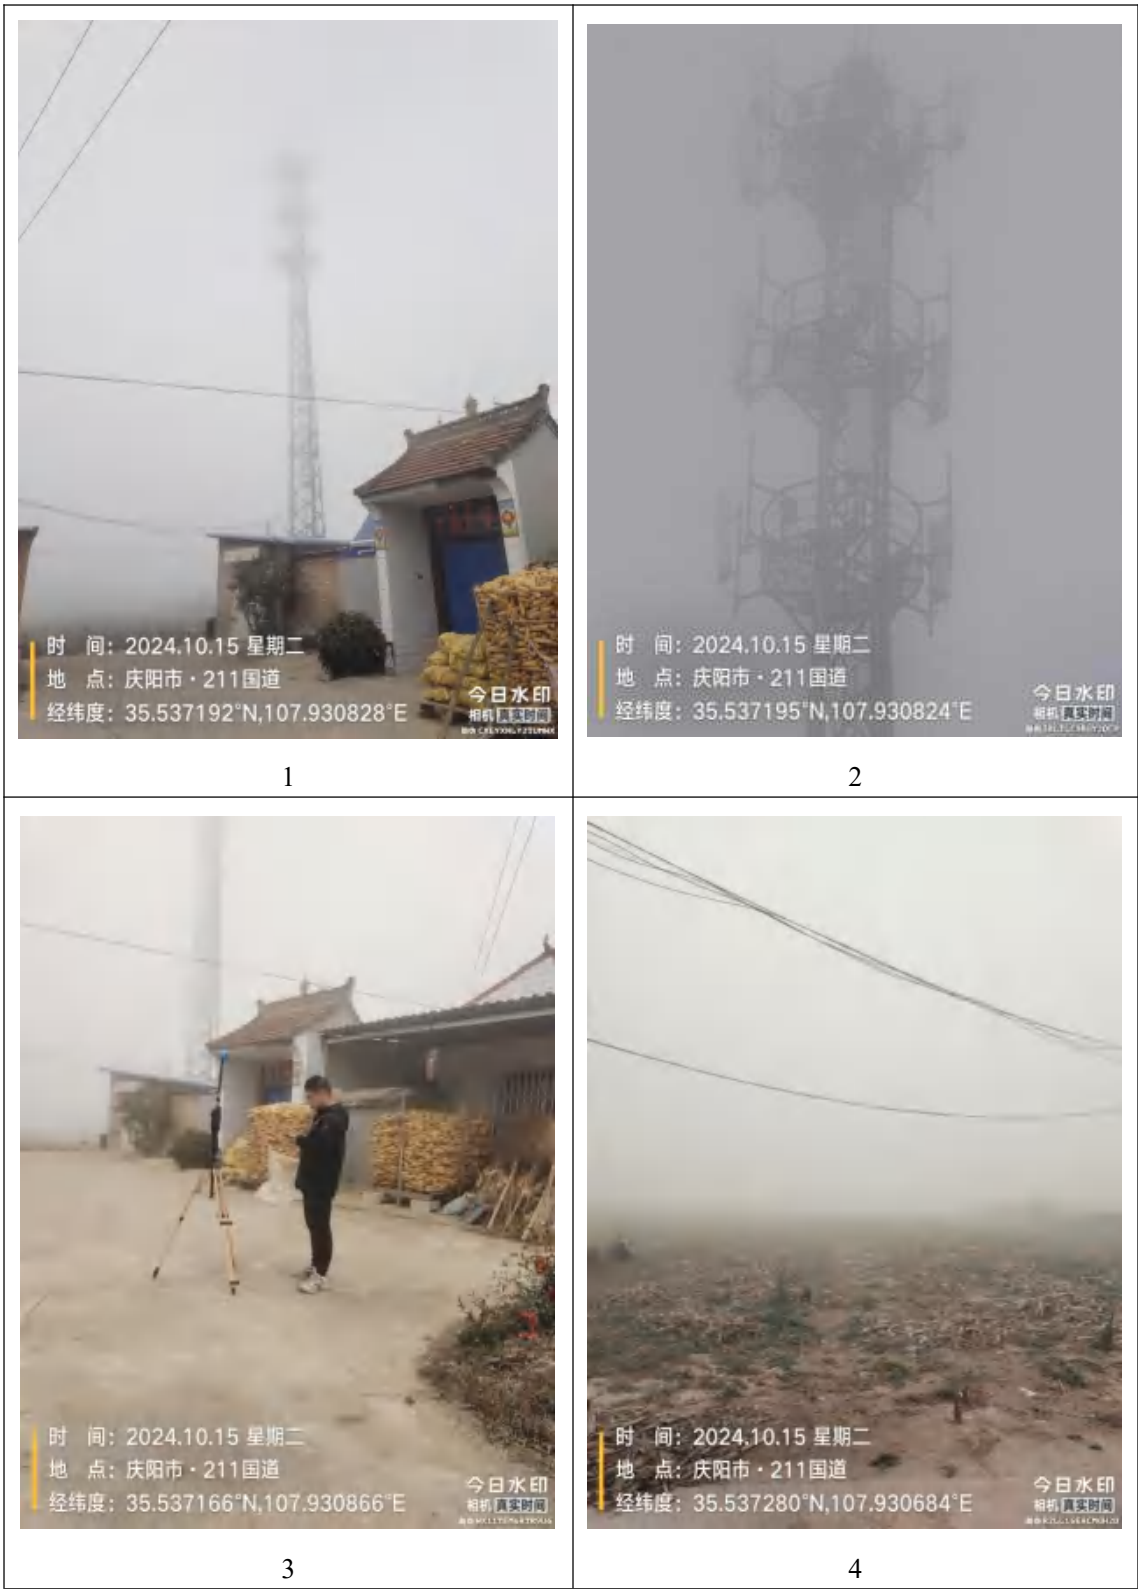 时 间：2024.10.15 星期二
地 点：庆阳市·211国道
经纬度：35.537192°N,107.930828°E
今日水印
相机 真实时间
1
时 间：2024.10.15 星期二
地 点：庆阳市·211国道
经纬度：35.537195°N,107.930824°E
今日水印
相机 真实时间
2
时 间：2024.10.15 星期二
地 点：庆阳市·211国道
经纬度：35.537166°N,107.930866°E
今日水印
相机 真实时间
3
时 间：2024.10.15 星期二
地 点：庆阳市·211国道
经纬度：35.537280°N,107.930684°E
今日水印
相机 真实时间
4